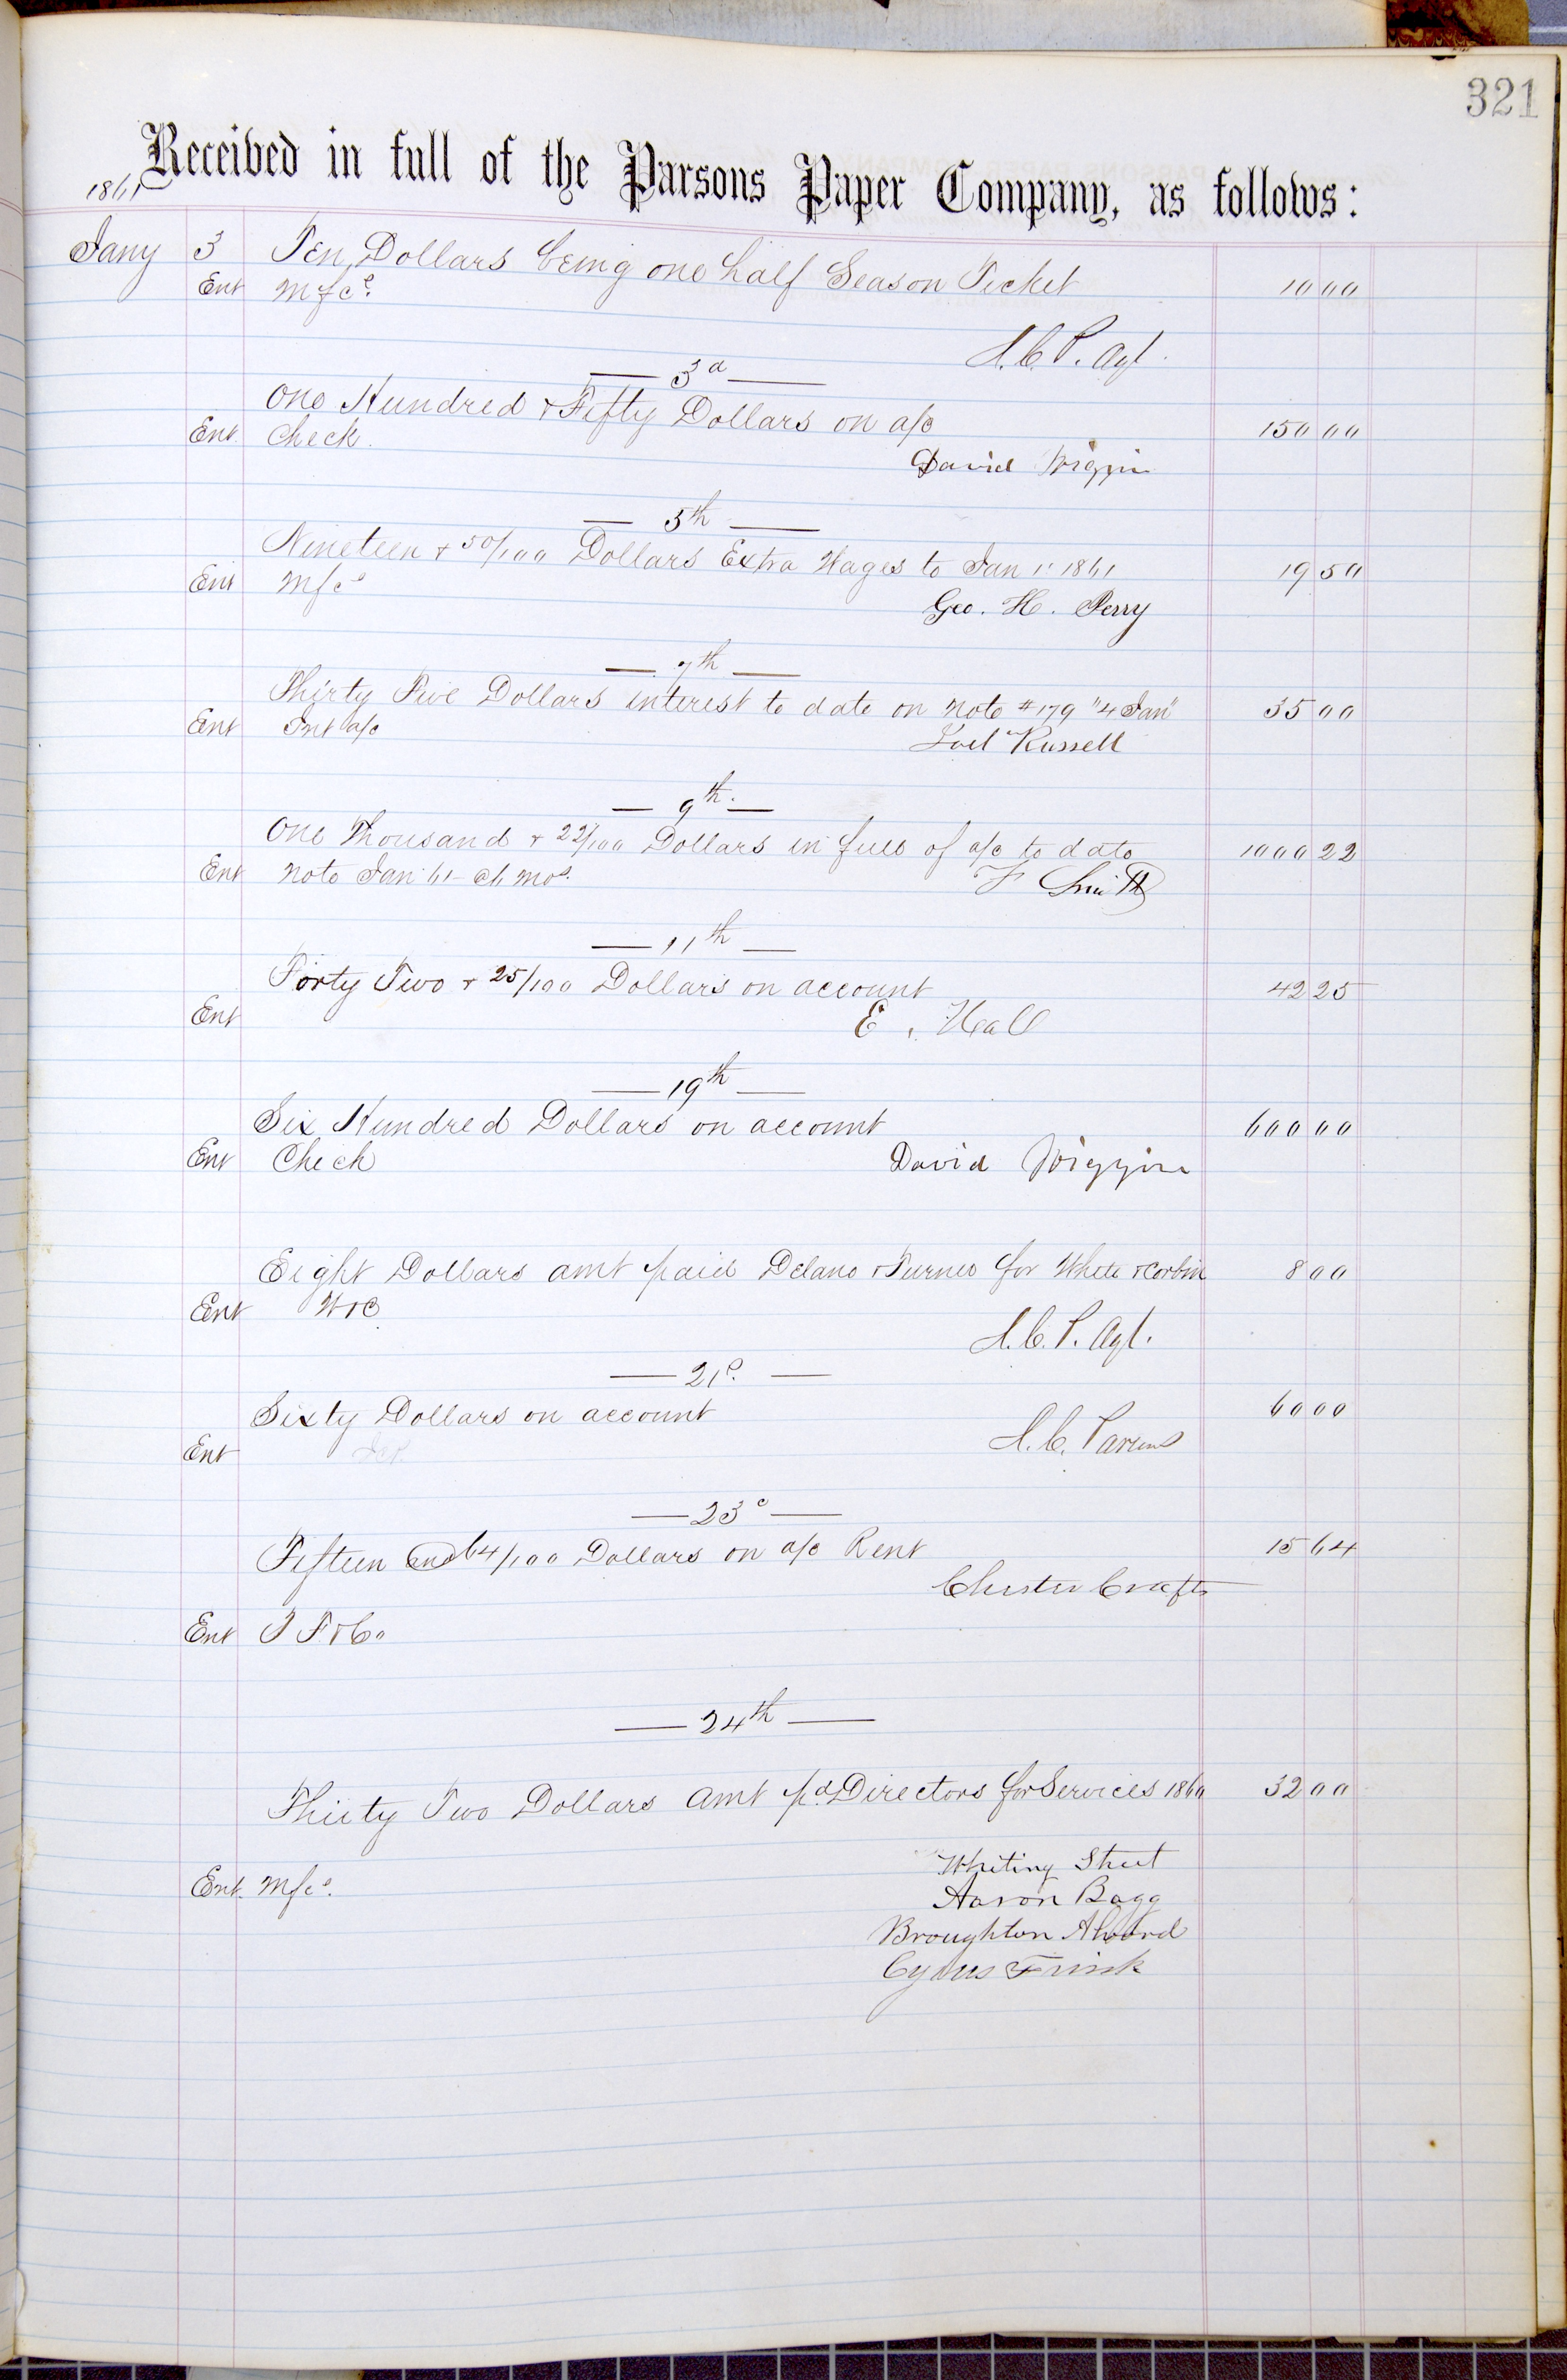 321
Received in full of the Parsons Paper Company, as follows:
1861
Jany 3 Ten Dollars being one half Season Ticket 10 00
Ent Mfcs.
J. C. P. Agt.
— 3d —
One Hundred & Fifty Dollars on a/c 150 00
Ent. Check.
David Wiggin
— 5th —
Nineteen & 50/100 Dollars Extra Wages to Jan 1" 1861 19 50
Ent Mfcs
Geo. H. Perry
— 7th —
Thirty Five Dollars interest to date on note #179 "4 Jan" 35 00
Ent Int a/c
Joel Russell
— 9th. —
One Thousand & 22/100 Dollars in full of a/c to date 1000 22
Ent Note Jan 61 - 6 mos.
F Smith
— 11th —
Forty Two & 25/100 Dollars on account 42 25
Ent
E. Hall
— 19th —
Six Hundred Dollars on account 600 00
Ent Check David Wiggin
Eight Dollars amt paid Delano & Turner for White & Corbin 8 00
Ent W & C.
J. C. P. Agt.
— 21s. —
Sixty Dollars on account 60 00
Ent J. C. Parsons
— 23d —
Fifteen and 64/100 Dollars on a/c Rent 15 64
Chester Crafts
Ent & Co
— 24th —
Thirty Two Dollars Amt pd. Directors for Services 1860 32 00
Whiting Street
Ent. Mfcs.
Aaron Bagg
Broughton Alvord
Cyrus Frink